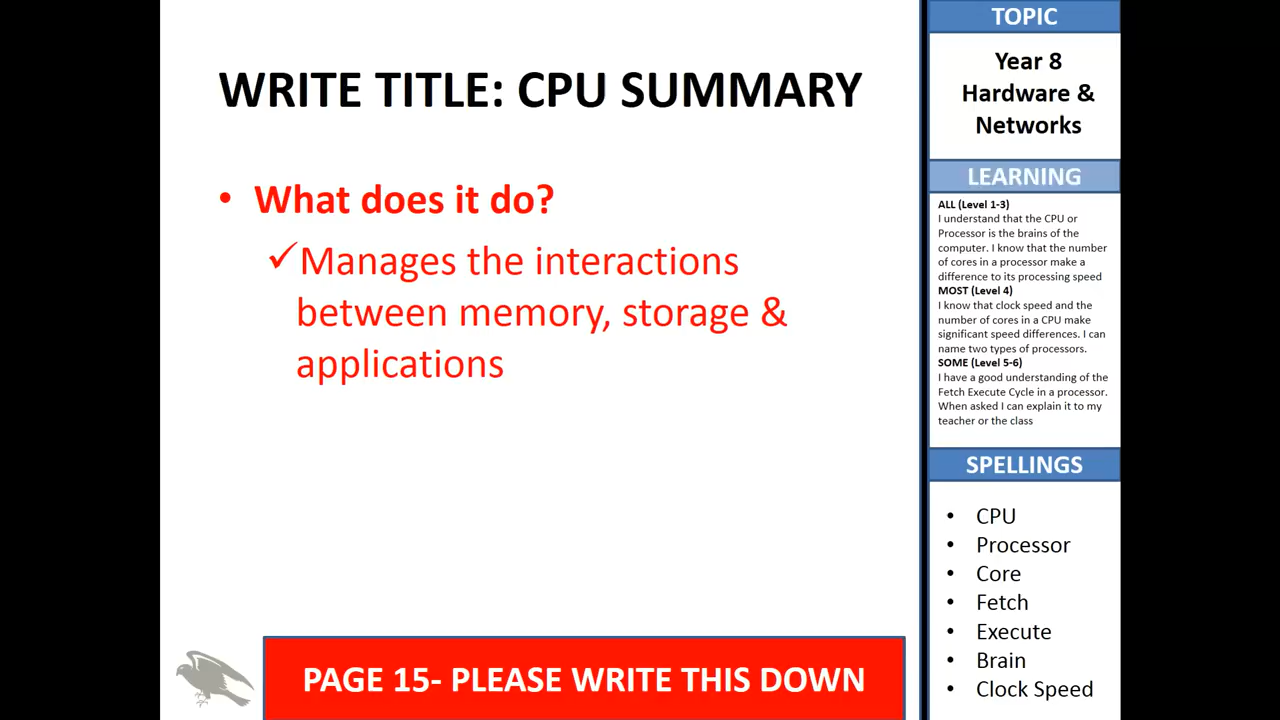 WRITE TITLE: CPU SUMMARY
• What does it do?
✓Manages the interactions
between memory, storage &
applications
PAGE 15- PLEASE WRITE THIS DOWN
TOPIC
Year 8
Hardware &
Networks
LEARNING
ALL (Level 1-3)
I understand that the CPU or
Processor is the brains of the
computer. I know that the number
of cores in a processor make a
difference to its processing speed
MOST (Level 4)
I know that clock speed and the
number of cores in a CPU make
significant speed differences. I can
name two types of processors.
SOME (Level 5-6)
I have a good understanding of the
Fetch Execute Cycle in a processor.
When asked I can explain it to my
teacher or the class
SPELLINGS
• CPU
• Processor
• Core
• Fetch
• Execute
• Brain
• Clock Speed